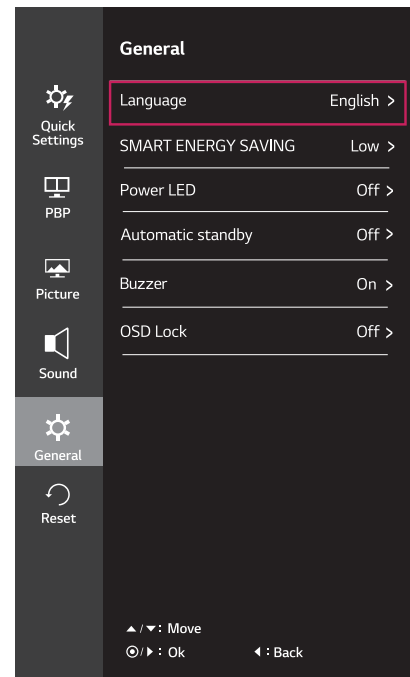 General
Quick
Settings
PBP
Picture
Sound
General
Reset
Language English >
SMART ENERGY SAVING Low >
Power LED Off >
Automatic standby Off >
Buzzer On >
OSD Lock Off >
▲/▼: Move
◉/▶: Ok ◀: Back